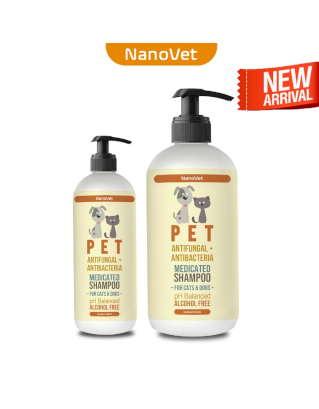 NanoVet
NEW
ARRIVAL
NanoVet
PET
ANTIFUNGAL +
ANTIBACTERIA
MEDICATED
SHAMPOO
- FOR CATS & DOGS -
pH Balanced
ALCOHOL FREE
NanoVet
PET
ANTIFUNGAL +
ANTIBACTERIA
MEDICATED
SHAMPOO
- FOR CATS & DOGS -
pH Balanced
ALCOHOL FREE